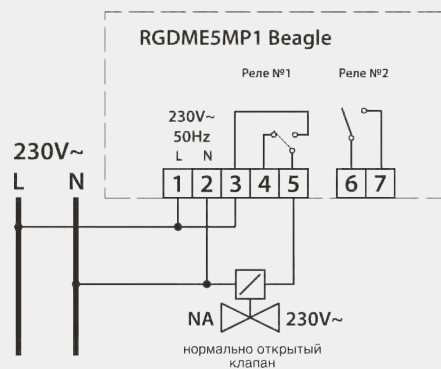 RGDME5MP1 Beagle
Реле №1 Реле №2
230V~
50Hz
L N
230V~
L N
1 2 3 4 5 6 7
NA 230V~
нормально открытый
клапан